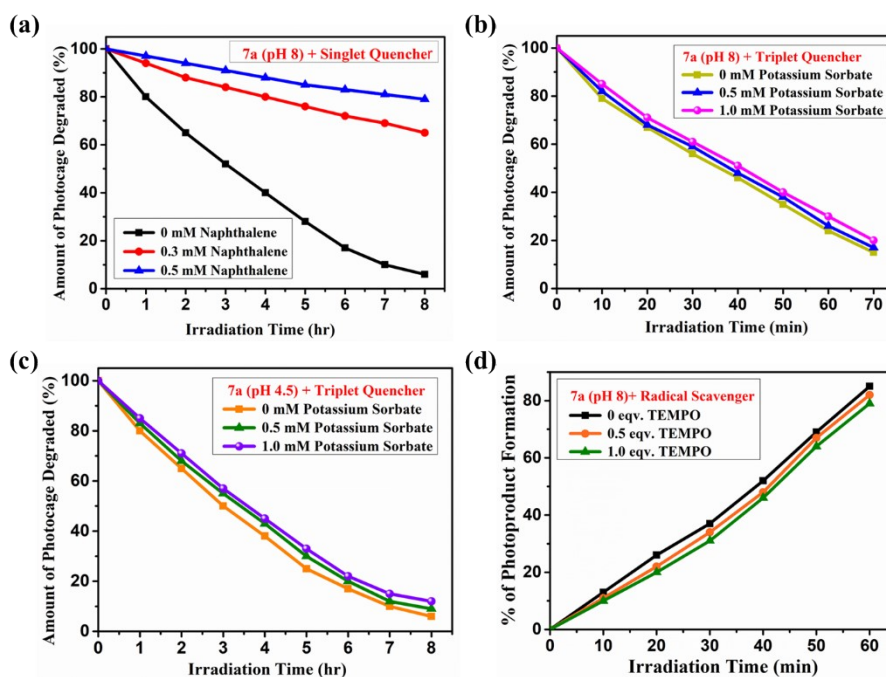 (a)
Amount of Photocage Degraded (%)
100
80
60
40
20
0
7a (pH 8) + Singlet Quencher
0 mM Naphthalene
0.3 mM Naphthalene
0.5 mM Naphthalene
0 1 2 3 4 5 6 7 8
Irradiation Time (hr)
(b)
Amount of Photocage Degraded (%)
100
80
60
40
20
0
7a (pH 8) + Triplet Quencher
0 mM Potassium Sorbate
0.5 mM Potassium Sorbate
1.0 mM Potassium Sorbate
0 10 20 30 40 50 60 70
Irradiation Time (min)
(c)
Amount of Photocage Degraded (%)
100
80
60
40
20
0
7a (pH 4.5) + Triplet Quencher
0 mM Potassium Sorbate
0.5 mM Potassium Sorbate
1.0 mM Potassium Sorbate
0 1 2 3 4 5 6 7 8
Irradiation Time (hr)
(d)
% of Photoproduct Formation
80
60
40
20
0
7a (pH 8)+ Radical Scavenger
0 eqv. TEMPO
0.5 eqv. TEMPO
1.0 eqv. TEMPO
0 10 20 30 40 50 60
Irradiation Time (min)